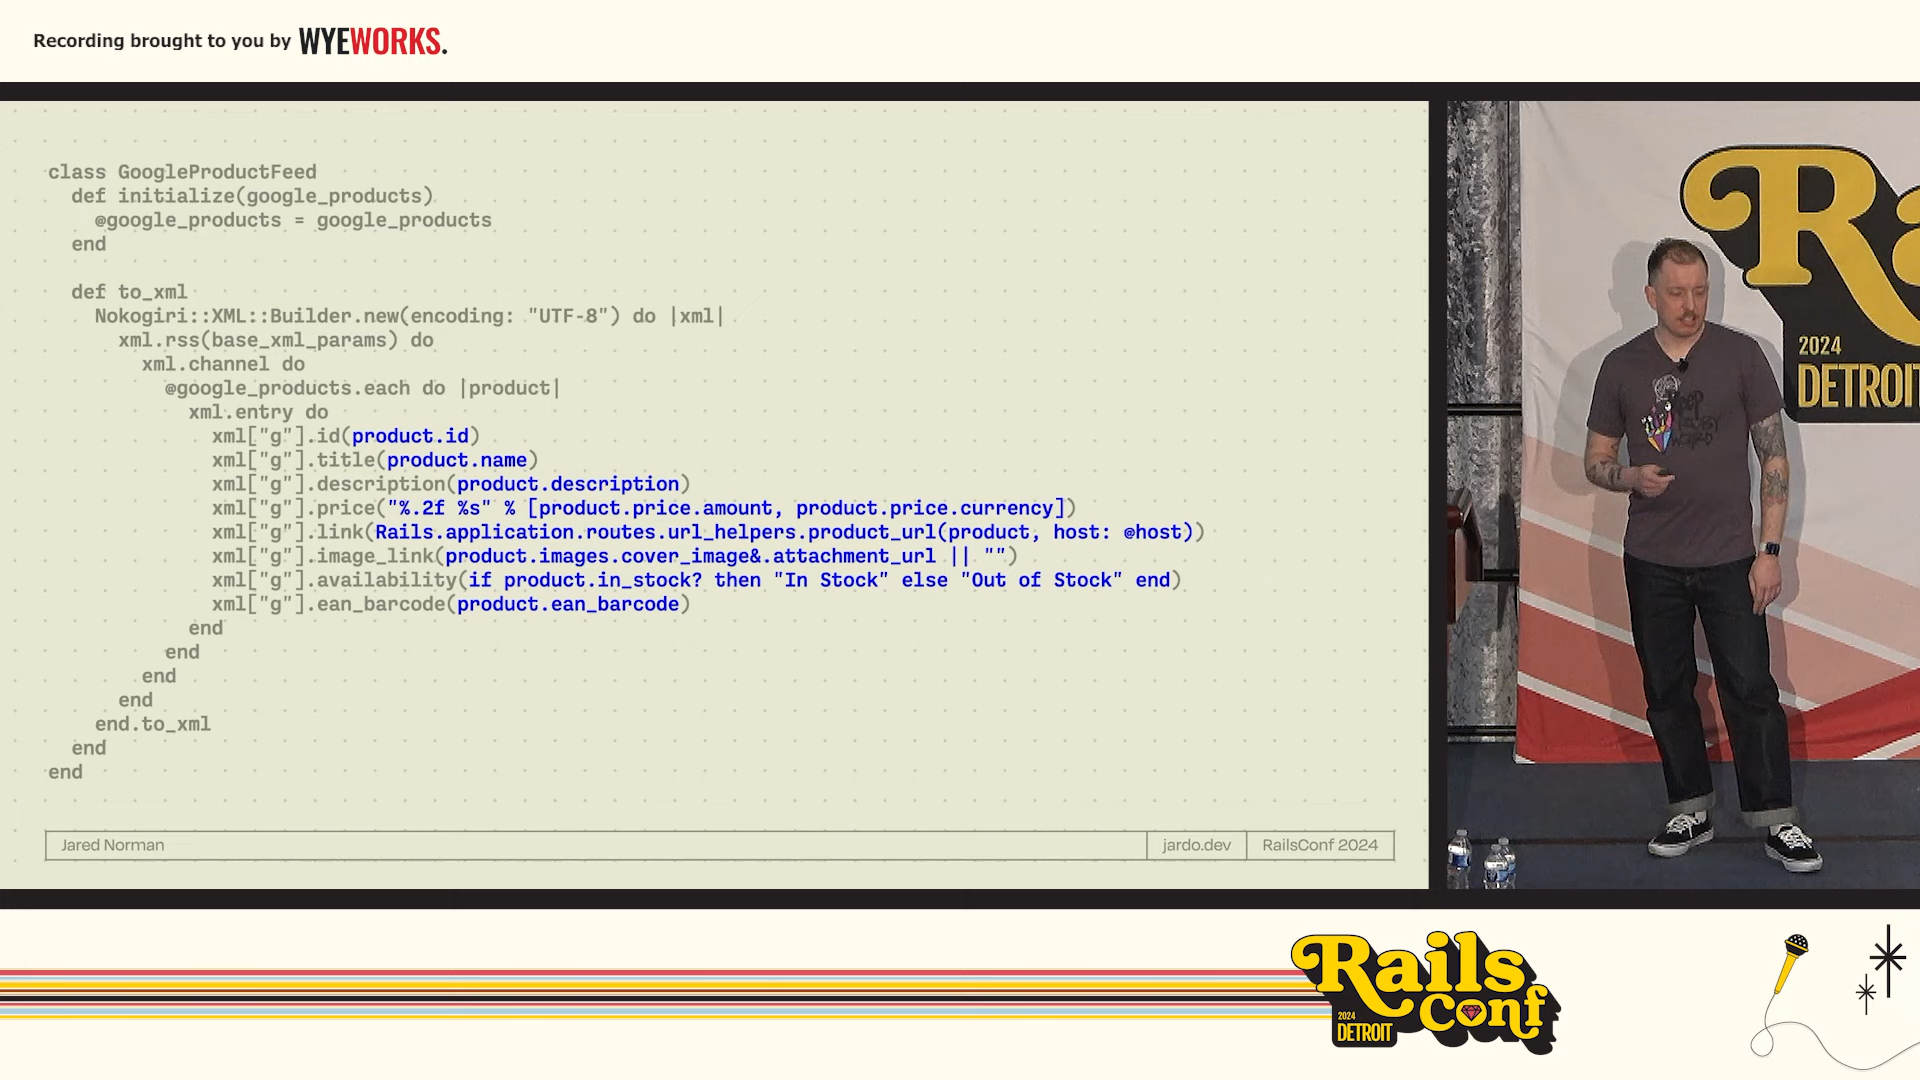 Recording brought to you by WYEWORKS.
class GoogleProductFeed
  def initialize(google_products)
    @google_products = google_products
  end
  def to_xml
    Nokogiri::XML::Builder.new(encoding: "UTF-8") do |xml|
      xml.rss(base_xml_params) do
        xml.channel do
          @google_products.each do |product|
            xml.entry do
              xml["g"].id(product.id)
              xml["g"].title(product.name)
              xml["g"].description(product.description)
              xml["g"].price("%.2f %s" % [product.price.amount, product.price.currency])
              xml["g"].link(Rails.application.routes.url_helpers.product_url(product, host: @host))
              xml["g"].image_link(product.images.cover_image&.attachment_url || "")
              xml["g"].availability(if product.in_stock? then "In Stock" else "Out of Stock" end)
              xml["g"].ean_barcode(product.ean_barcode)
            end
          end
        end
      end
    end.to_xml
  end
end
Jared Norman
jardo.dev
RailsConf 2024
2024
DETROIT
Rails
Conf
2024
DETROIT